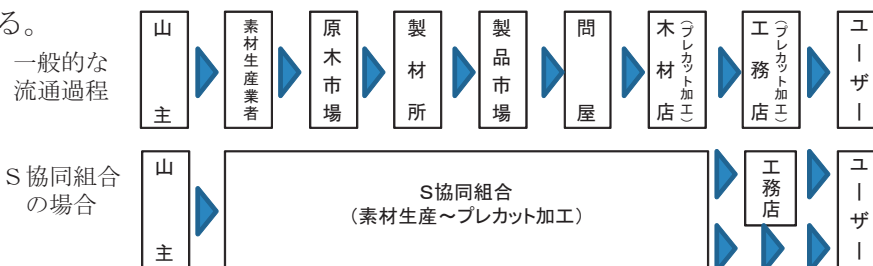 る。
一般的な
流通過程
山主
素材生産業者
原木市場
製材所
製品市場
問屋
木材店
(プレカット加工)
工務店
(プレカット加工)
ユーザー
S協同組合
の場合
山主
S協同組合
(素材生産~プレカット加工)
工務店
ユーザー